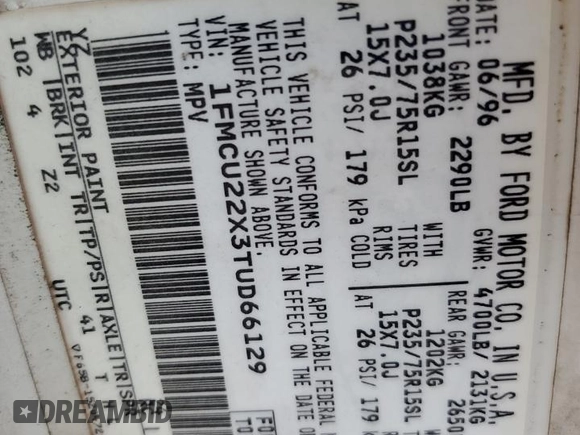 MFD. BY FORD MOTOR CO. IN U.S.A.
DATE: 06/96 GVWR: 4700LB/ 2131KG
FRONT GAWR: 2290LB REAR GAWR: 2650
1038KG WITH 1202KG
P235/75R15SL TIRES P235/75R15SL
15X7.0J RIMS 15X7.0J
AT 26 PSI/ 179 kPa COLD AT 26 PSI/ 179
THIS VEHICLE CONFORMS TO ALL APPLICABLE FEDERAL
VEHICLE SAFETY STANDARDS IN EFFECT ON THE DATE OF
MANUFACTURE SHOWN ABOVE.
VIN: 1FMCU22X3TUD66129
TYPE: MPV
EXTERIOR PAINT
YZ
WB BRK INT TR TP/PS R AXLE TR
102 4 Z2 41 T
UTC
DREAMBID